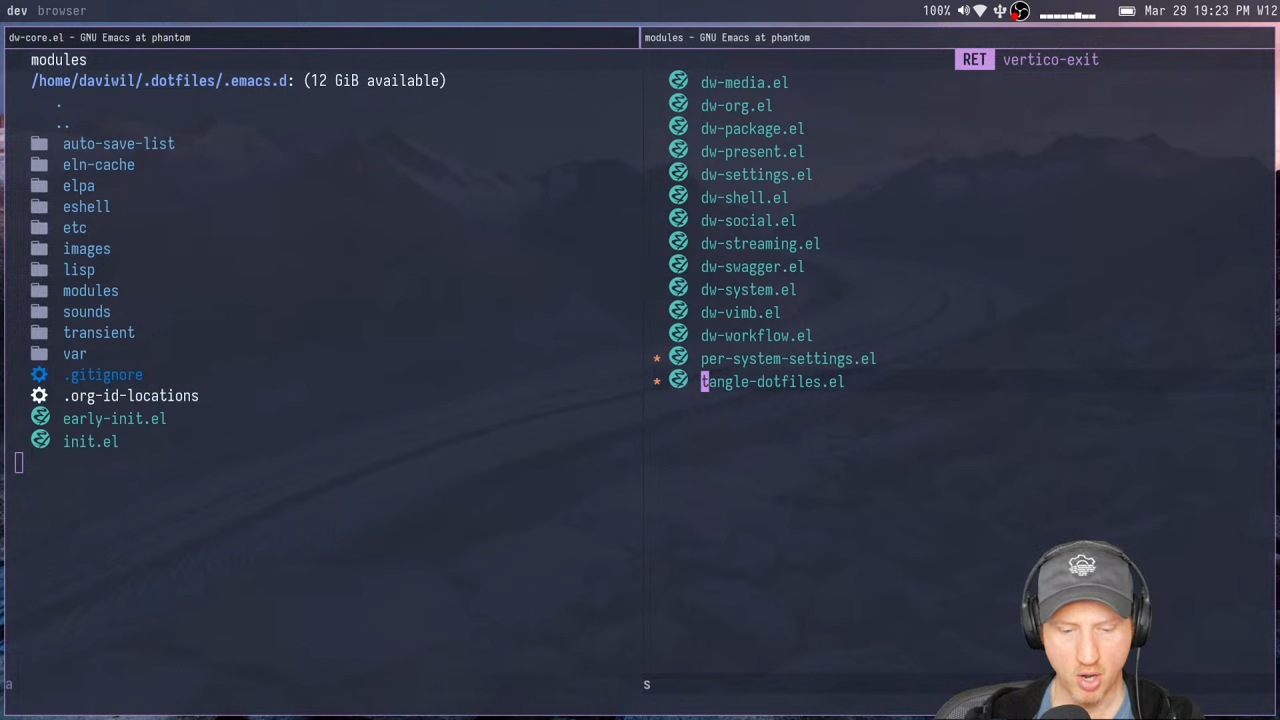 dev browser
100% Mar 29 19:23 PM W12
dw-core.el - GNU Emacs at phantom
modules
/home/daviwil/.dotfiles/.emacs.d: (12 GiB available)
.
..
auto-save-list
eln-cache
elpa
eshell
etc
images
lisp
modules
sounds
transient
var
.gitignore
.org-id-locations
early-init.el
init.el
a
modules - GNU Emacs at phantom
RET vertico-exit
dw-media.el
dw-org.el
dw-package.el
dw-present.el
dw-settings.el
dw-shell.el
dw-social.el
dw-streaming.el
dw-swagger.el
dw-system.el
dw-vimb.el
dw-workflow.el
* per-system-settings.el
* tangle-dotfiles.el
s